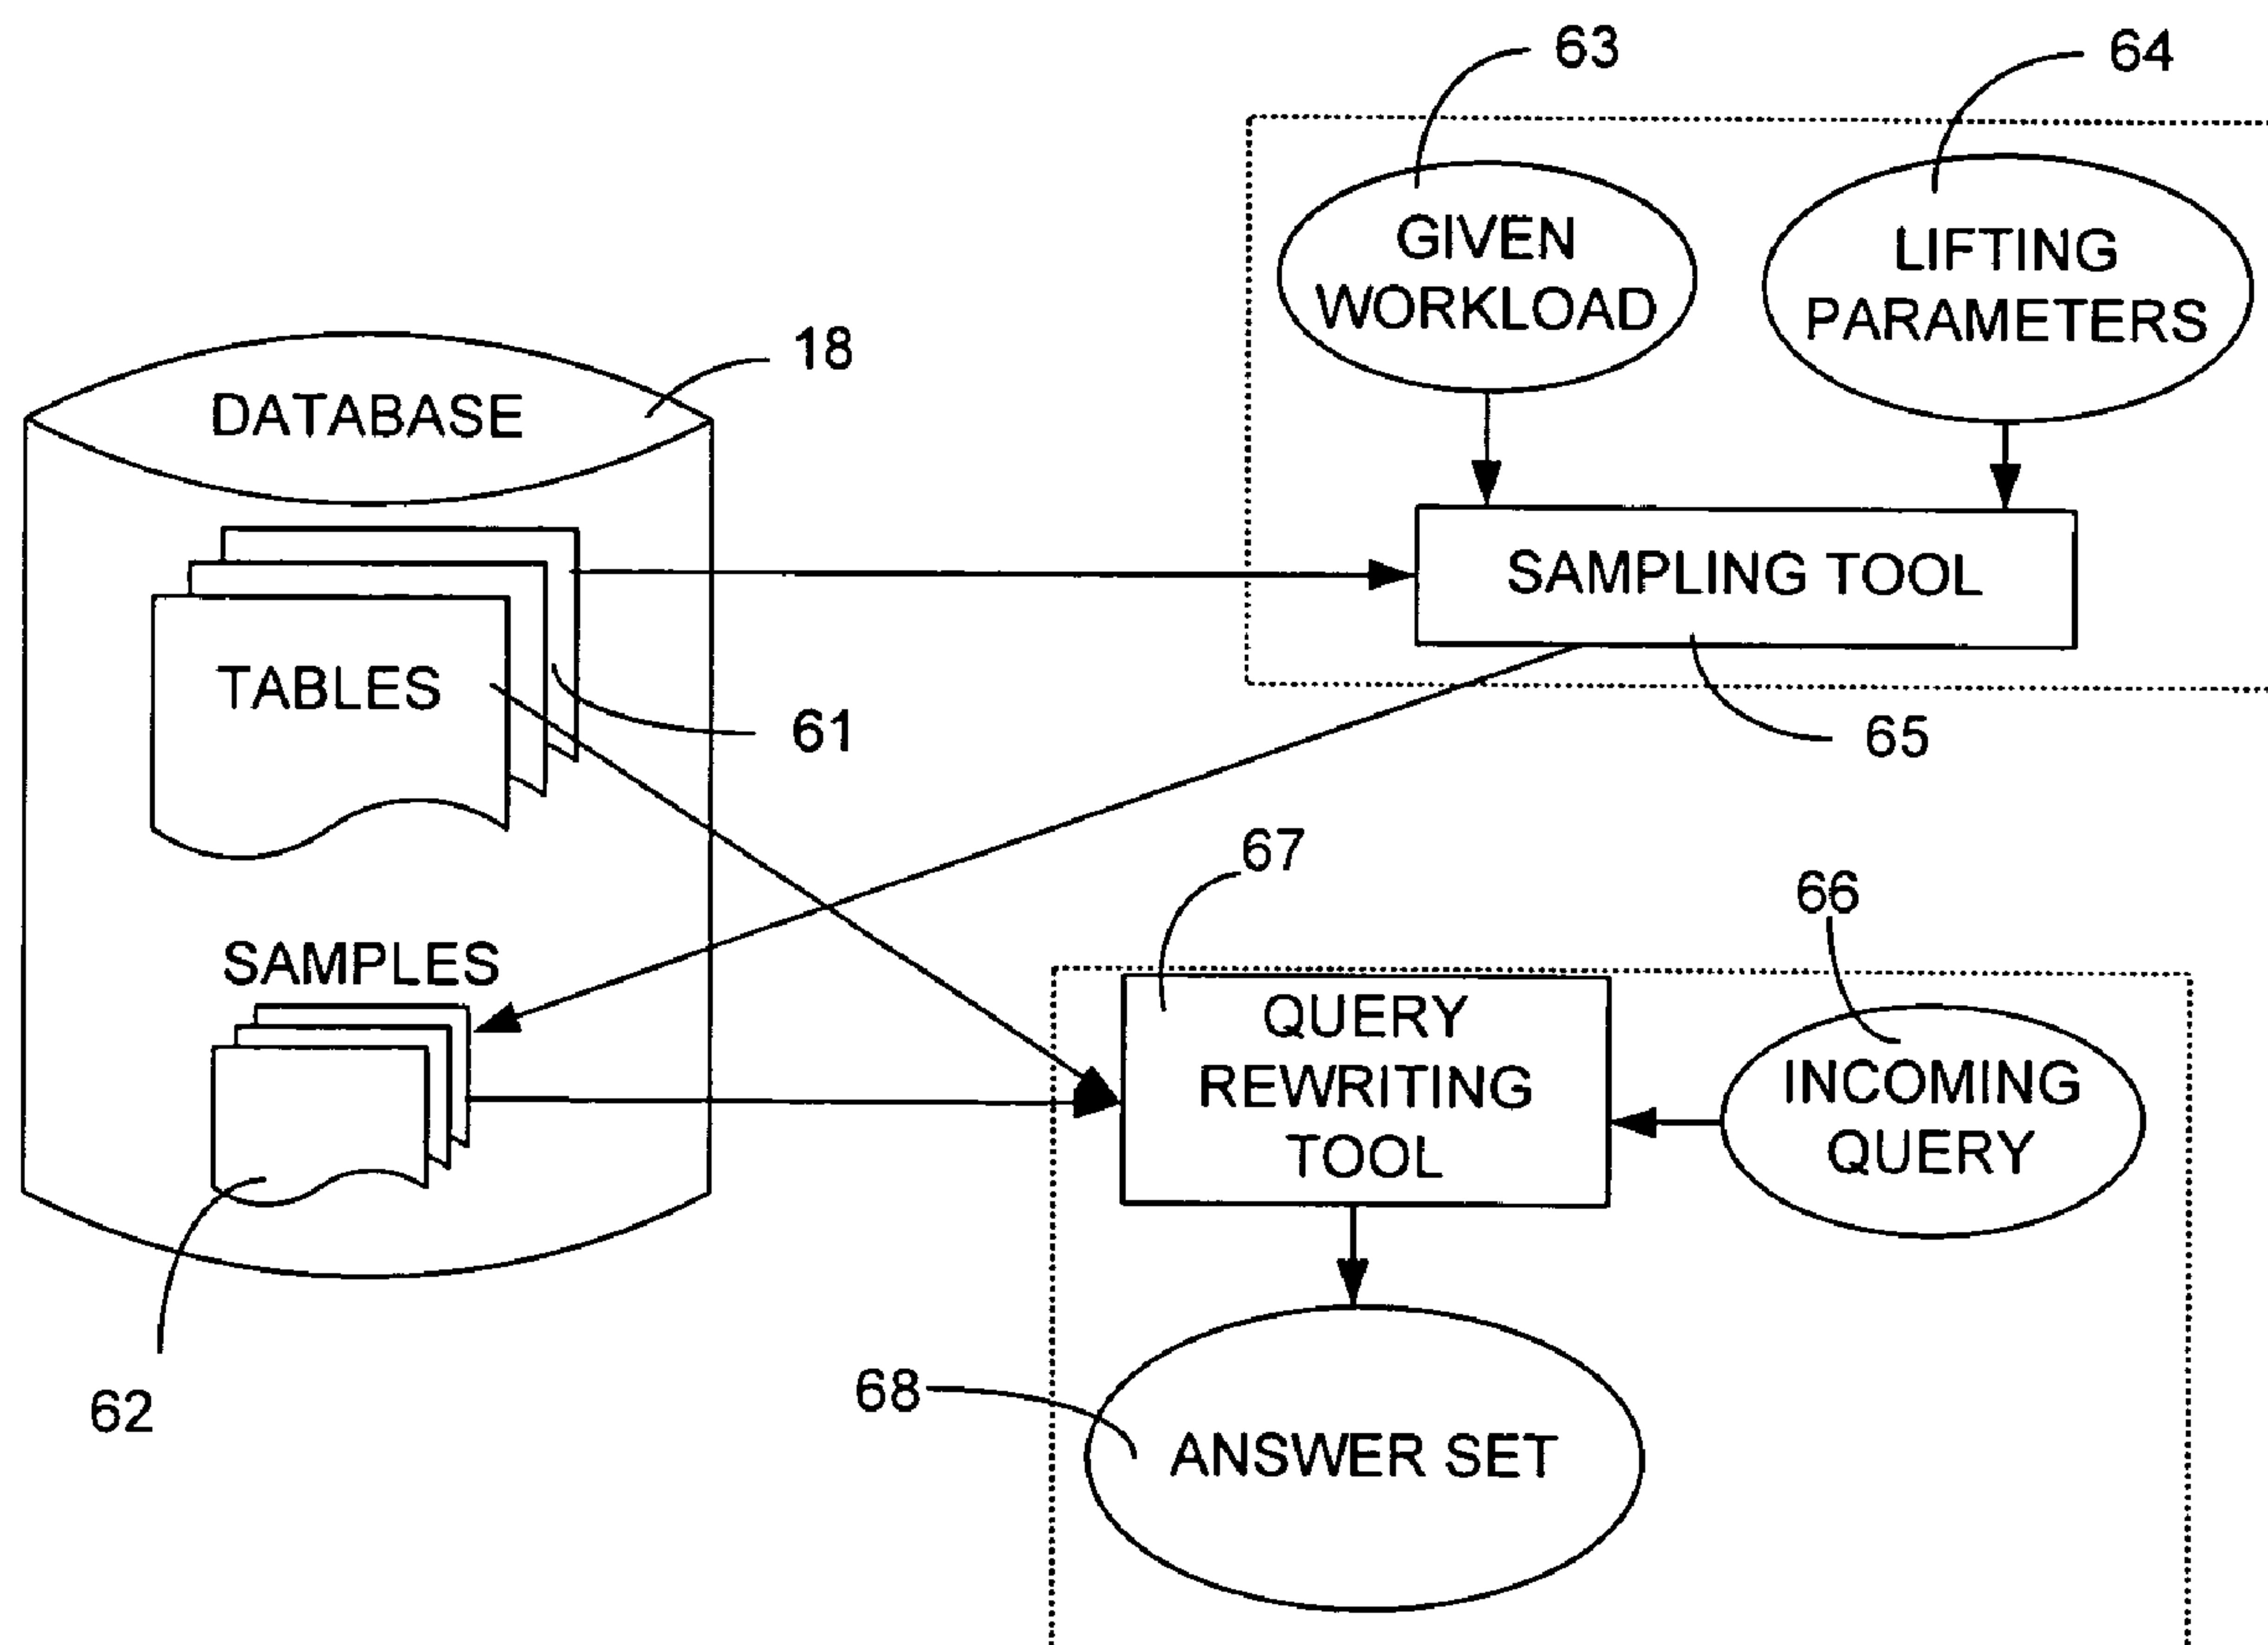 63
64
GIVEN
WORKLOAD
LIFTING
PARAMETERS
18
DATABASE
SAMPLING TOOL
TABLES
61
65
67
66
SAMPLES
QUERY
REWRITING
TOOL
INCOMING
QUERY
62
68
ANSWER SET